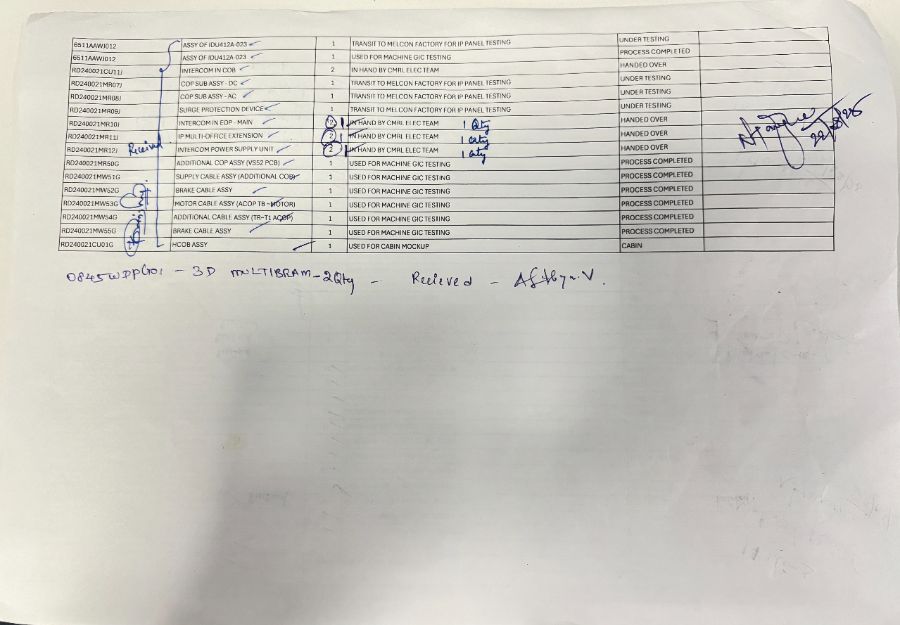 6511AAWJ012 ASSY OF IDU412A-023 1 TRANSIT TO MELCON FACTORY FOR IP PANEL TESTING UNDER TESTING
6511AAWJ012 ASSY OF IDU412A-023 1 USED FOR MACHINE GIC TESTING PROCESS COMPLETED
RD240021CU11J INTERCOM IN COB 2 IN HAND BY CMRL ELEC TEAM HANDED OVER
RD240021MR07J COP SUB ASSY - DC 1 TRANSIT TO MELCON FACTORY FOR IP PANEL TESTING UNDER TESTING
RD240021MR08J COP SUB ASSY - AC 1 TRANSIT TO MELCON FACTORY FOR IP PANEL TESTING UNDER TESTING
RD240021MR09J SURGE PROTECTION DEVICE 1 TRANSIT TO MELCON FACTORY FOR IP PANEL TESTING UNDER TESTING
RD240021MR10J INTERCOM IN EOP - MAIN 2 1 IN HAND BY CMRL ELEC TEAM 1 Qty HANDED OVER
RD240021MR11J IP MULTI-OFFICE EXTENSION 2 1 IN HAND BY CMRL ELEC TEAM 1 Qty HANDED OVER
RD240021MR12J Received INTERCOM POWER SUPPLY UNIT 2 1 IN HAND BY CMRL ELEC TEAM 1 Qty HANDED OVER
RD240021MR50G ADDITIONAL COP ASSY (VS52 PCB) 1 USED FOR MACHINE GIC TESTING PROCESS COMPLETED
RD240021MW51G SUPPLY CABLE ASSY (ADDITIONAL COB) 1 USED FOR MACHINE GIC TESTING PROCESS COMPLETED
RD240021MW52G BRAKE CABLE ASSY 1 USED FOR MACHINE GIC TESTING PROCESS COMPLETED
RD240021MW53G MOTOR CABLE ASSY (ACOP TB ~MOTOR) 1 USED FOR MACHINE GIC TESTING PROCESS COMPLETED
RD240021MW54G ADDITIONAL CABLE ASSY (TR~T1 ACOP) 1 USED FOR MACHINE GIC TESTING PROCESS COMPLETED
RD240021MW55G BRAKE CABLE ASSY 1 USED FOR MACHINE GIC TESTING PROCESS COMPLETED
RD240021CU01G HCOB ASSY 1 USED FOR CABIN MOCKUP CABIN
- 3D MULTIBRAM - 2Qty - Recieved -